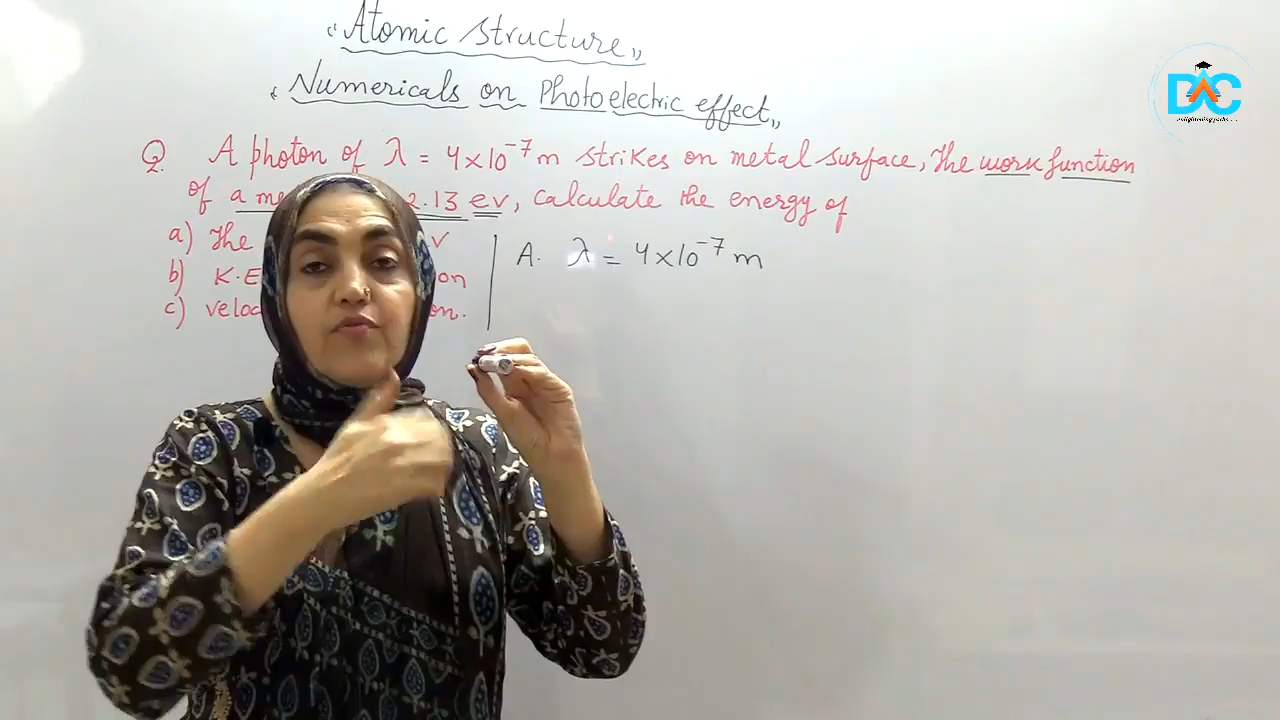 "Atomic Structure"
"Numericals on Photoelectric effect"
Q. A photon of λ = 4×10⁻⁷ m strikes on metal surface, The work function
of a 2.13 ev, calculate the energy of
a) The v
b) K.E on
c) on.
A. λ = 4×10⁻⁷ m
DAC